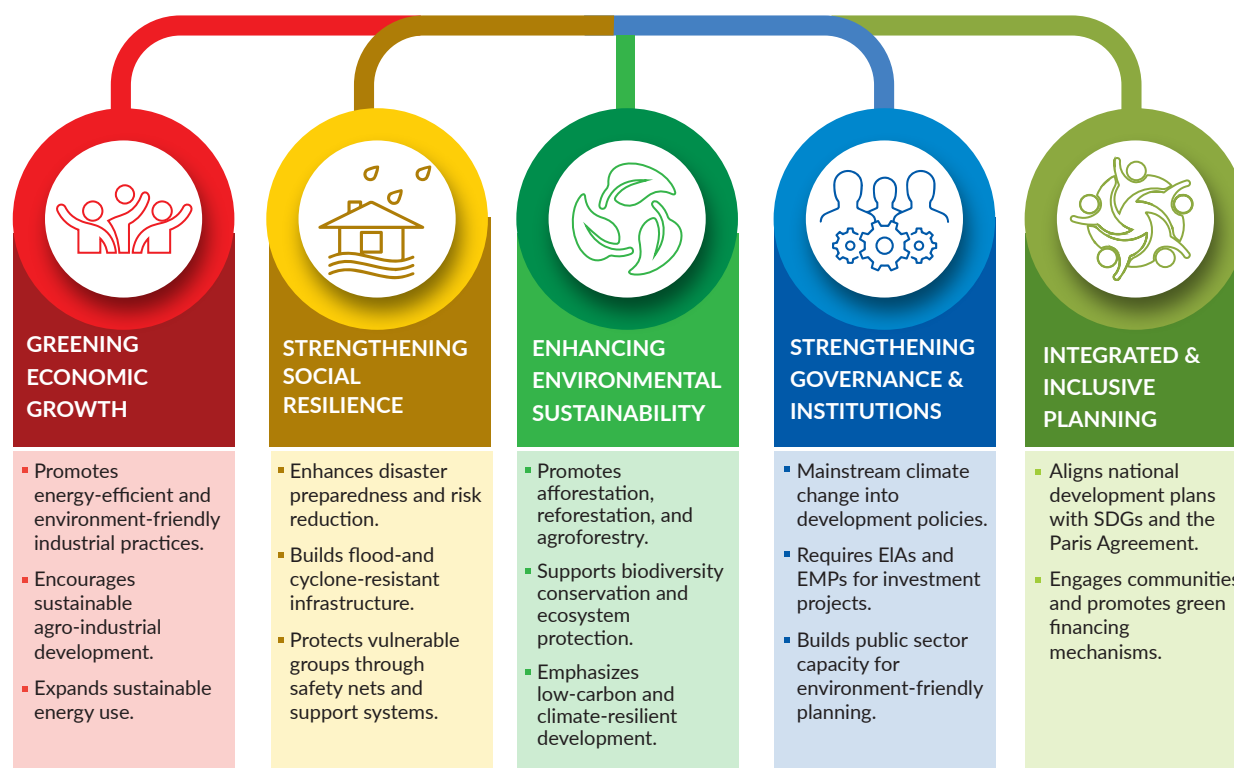 GREENING
ECONOMIC
GROWTH
Promotes
energy-efficient and
environment-friendly
industrial practices.
Encourages
sustainable
agro-industrial
development.
Expands sustainable
energy use.
STRENGTHENING
SOCIAL
RESILIENCE
Enhances disaster
preparedness and risk
reduction.
Builds flood-and
cyclone-resistant
infrastructure.
Protects vulnerable
groups through
safety nets and
support systems.
ENHANCING
ENVIRONMENTAL
SUSTAINABILITY
Promotes
afforestation,
reforestation, and
agroforestry.
Supports biodiversity
conservation and
ecosystem
protection.
Emphasizes
low-carbon and
climate-resilient
development.
STRENGTHENING
GOVERNANCE &
INSTITUTIONS
Mainstream climate
change into
development policies.
Requires EIAs and
EMPs for investment
projects.
Builds public sector
capacity for
environment-friendly
planning.
INTEGRATED &
INCLUSIVE
PLANNING
Aligns national
development plans
with SDGs and the
Paris Agreement.
Engages communities
and promotes green
financing
mechanisms.